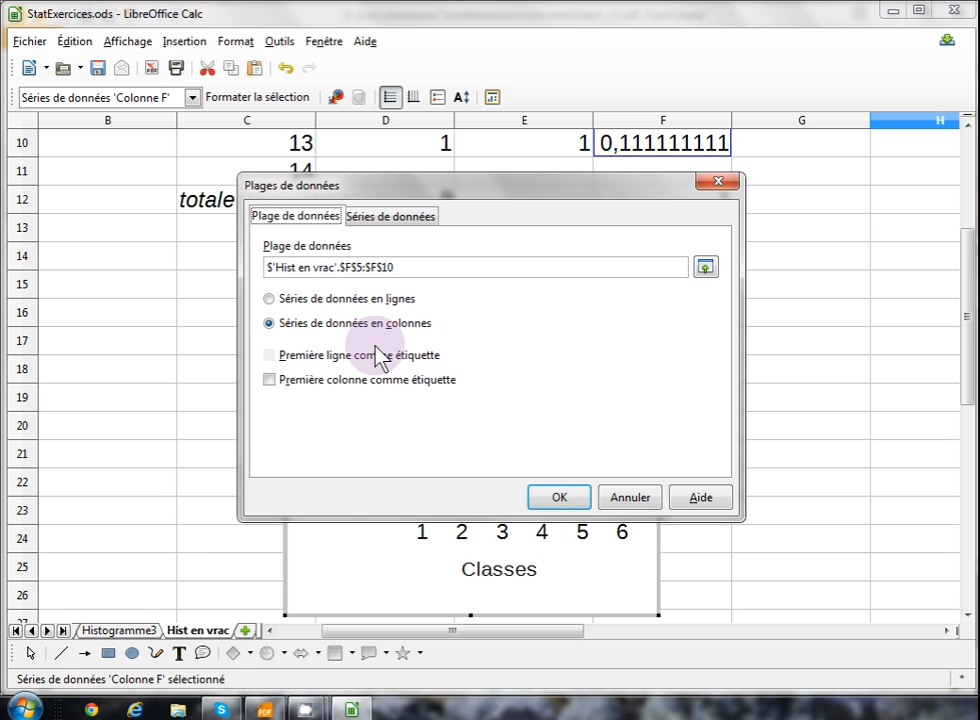 StatExercices.ods - LibreOffice Calc
Fichier Édition Affichage Insertion Format Outils Fenêtre Aide
Séries de données 'Colonne F' Formater la sélection
B C D E F G H
10 13 1 1 0,111111111
11 14
12 totale
13
Plages de données
Plage de données Séries de données
Plage de données
$'Hist en vrac'.$F$5:$F$10
Séries de données en lignes
Séries de données en colonnes
Première ligne comme étiquette
Première colonne comme étiquette
OK Annuler Aide
14
15
16
17
18
19
20
21
22
23
24
25
26
27
1 2 3 4 5 6
Classes
Histogramme3 Hist en vrac
Séries de données 'Colonne F' sélectionné